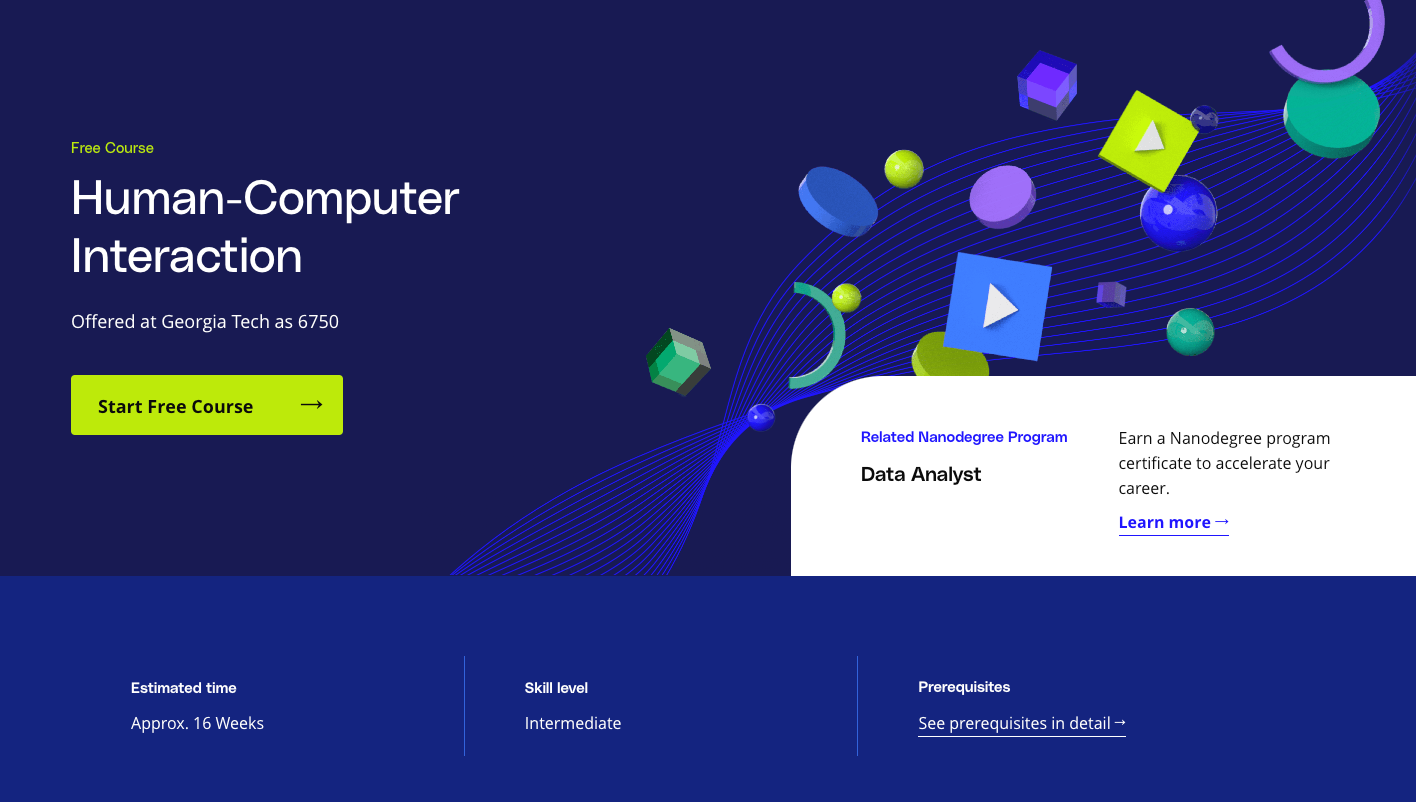 Free Course
Human-Computer
Interaction
Offered at Georgia Tech as 6750
Start Free Course →
Related Nanodegree Program
Data Analyst
Earn a Nanodegree program
certificate to accelerate your
career.
Learn more →
Estimated time
Approx. 16 Weeks
Skill level
Intermediate
Prerequisites
See prerequisites in detail →